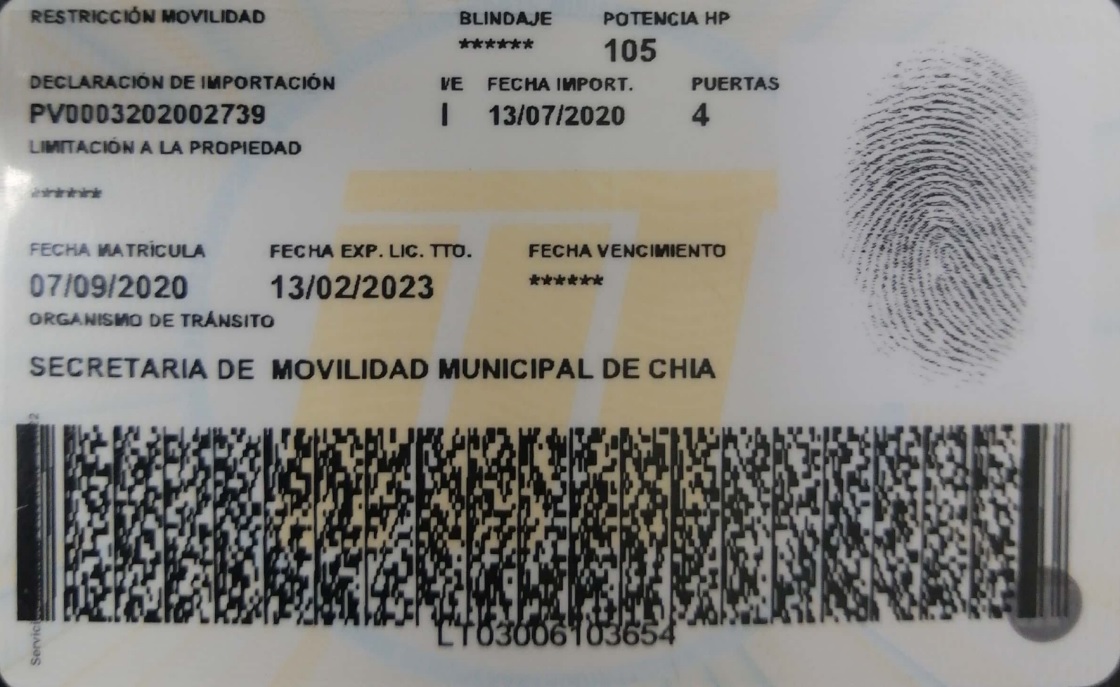 RESTRICCIÓN MOVILIDAD BLINDAJE POTENCIA HP
****** 105
DECLARACIÓN DE IMPORTACIÓN I/E FECHA IMPORT. PUERTAS
PV0003202002739 I 13/07/2020 4
LIMITACIÓN A LA PROPIEDAD
******
FECHA MATRÍCULA FECHA EXP. LIC. TTO. FECHA VENCIMIENTO
07/09/2020 13/02/2023 ******
ORGANISMO DE TRÁNSITO
SECRETARIA DE MOVILIDAD MUNICIPAL DE CHIA
LT03006103654